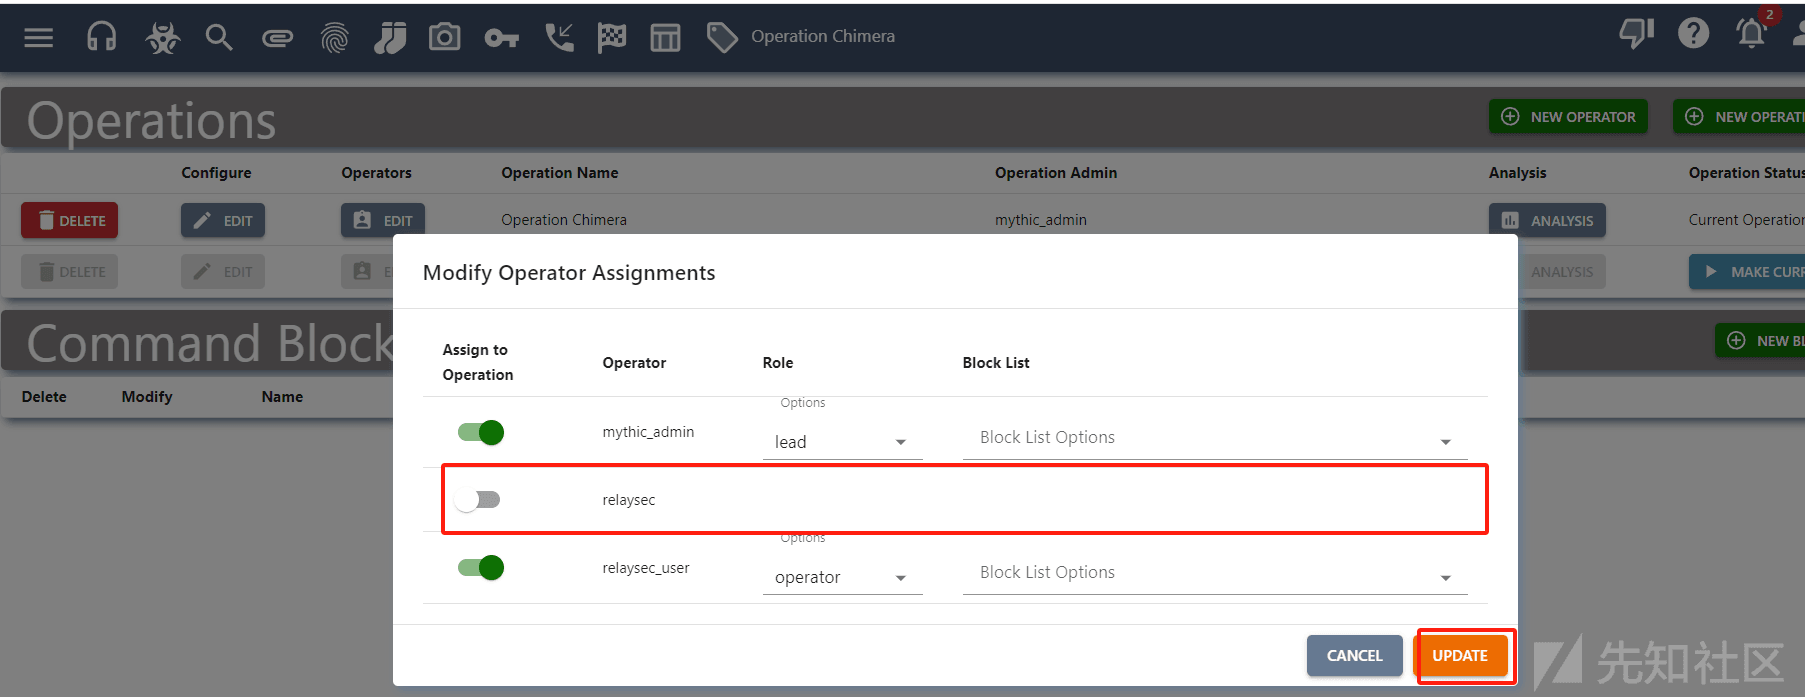 Operation Chimera
2
Operations
NEW OPERATOR
NEW OPERATI
Configure Operators Operation Name Operation Admin Analysis Operation Status
DELETE EDIT EDIT Operation Chimera mythic_admin ANALYSIS Current Operation
DELETE EDIT E ANALYSIS MAKE CURR
Command Block
NEW BL
Delete Modify Name
Modify Operator Assignments
Assign to
Operation
Operator Role Block List
Options
mythic_admin lead Block List Options
relaysec
Options
relaysec_user operator Block List Options
CANCEL UPDATE
先知社区